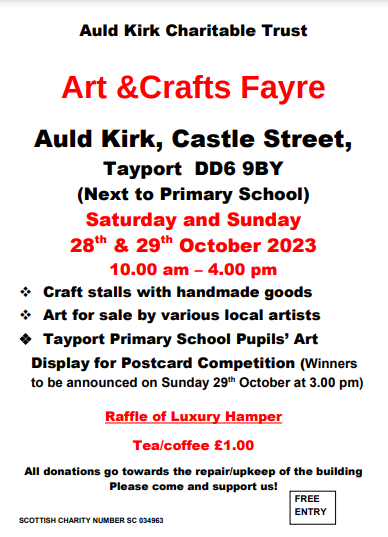 Auld Kirk Charitable Trust
Art &Crafts Fayre
Auld Kirk, Castle Street,
Tayport DD6 9BY
(Next to Primary School)
Saturday and Sunday
28th & 29th October 2023
10.00 am – 4.00 pm
❖ Craft stalls with handmade goods
❖ Art for sale by various local artists
❖ Tayport Primary School Pupils’ Art
Display for Postcard Competition (Winners
to be announced on Sunday 29th October at 3.00 pm)
Raffle of Luxury Hamper
Tea/coffee £1.00
All donations go towards the repair/upkeep of the building
Please come and support us!
FREE
ENTRY
SCOTTISH CHARITY NUMBER SC 034963